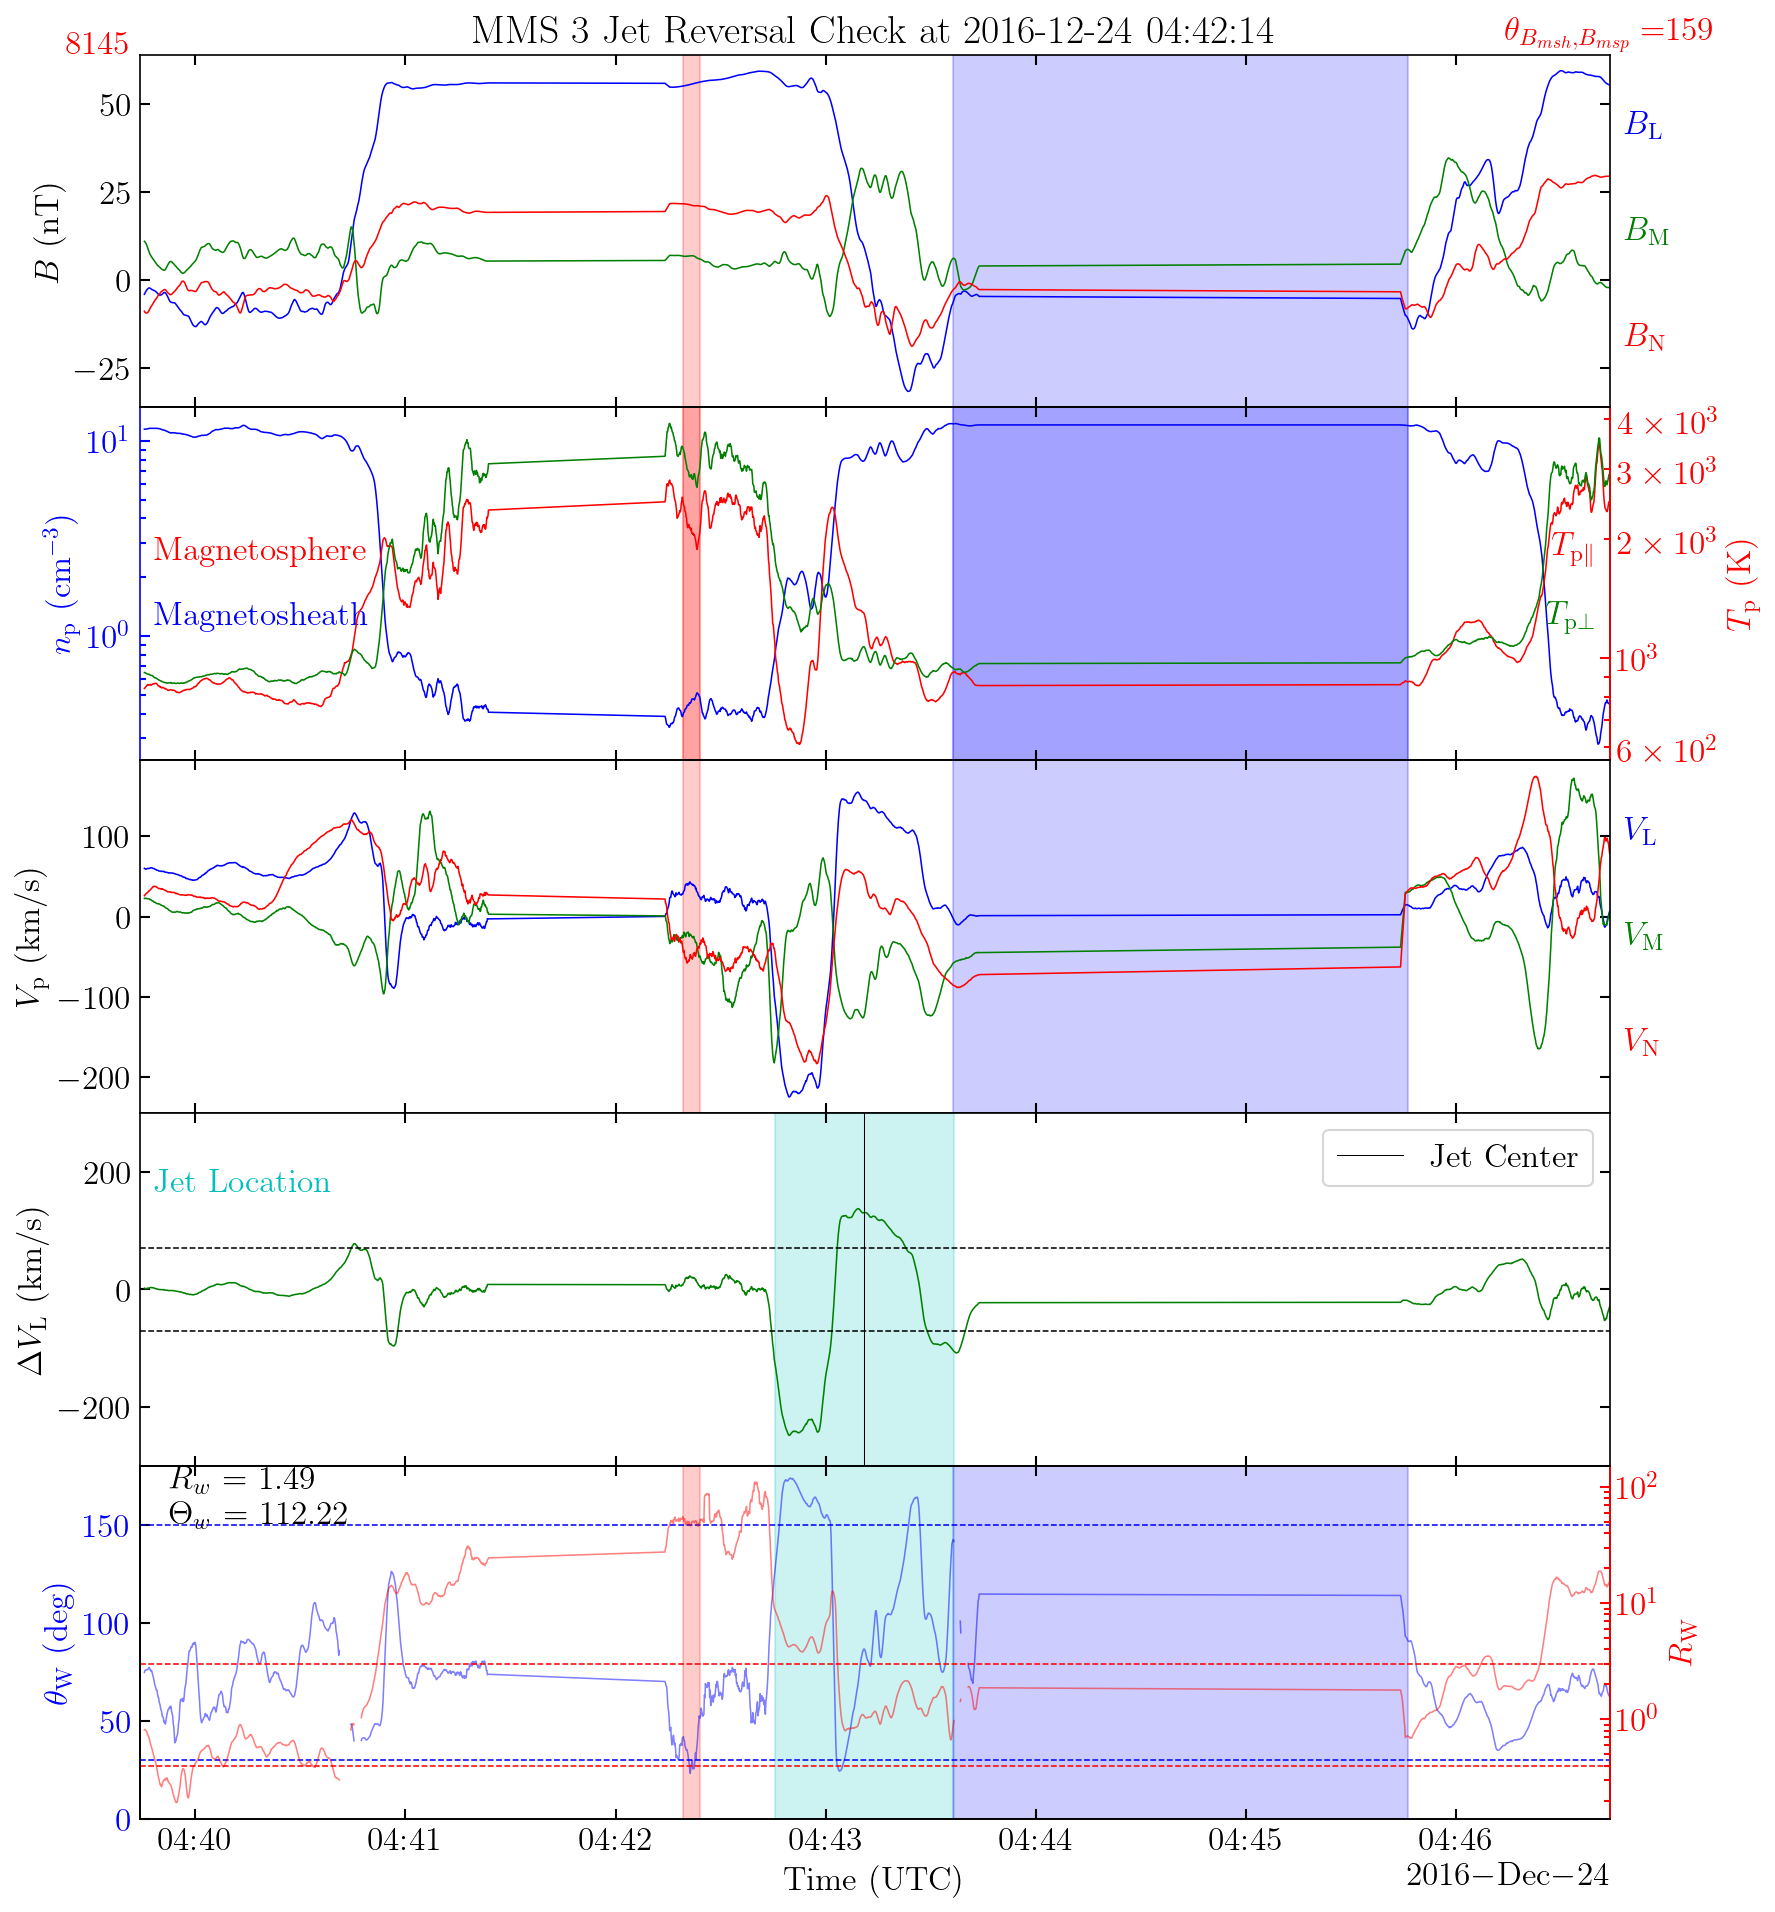 MMS 3 Jet Reversal Check at 2016-12-24 04:42:14
8145
θ_{B_{msh},B_{msp}} =159
50
25
0
−25
B (nT)
B_L
B_M
B_N
10^1
10^0
n_p (cm^{−3})
Magnetosphere
Magnetosheath
4 × 10^3
3 × 10^3
2 × 10^3
10^3
6 × 10^2
T_p (K)
T_{p∥}
T_{p⊥}
100
0
−100
−200
V_p (km/s)
V_L
V_M
V_N
Jet Location
Jet Center
200
0
−200
ΔV_L (km/s)
R_w = 1.49
Θ_w = 112.22
150
100
50
0
θ_W (deg)
10^2
10^1
10^0
R_W
04:40 04:41 04:42 04:43 04:44 04:45 04:46
Time (UTC)
2016−Dec−24